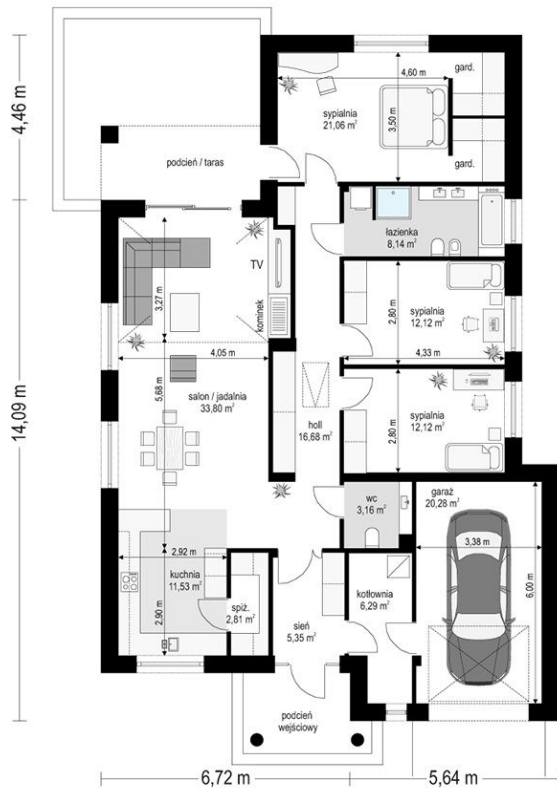 4,46 m
14,09 m
4,60 m
gard.
sypialnia
21,06 m²
3,50 m
gard.
podcień / taras
łazienka
8,14 m²
TV
kominek
3,27 m
4,05 m
2,80 m
sypialnia
12,12 m²
4,33 m
5,68 m
salon / jadalnia
33,80 m²
holl
16,68 m²
2,80 m
sypialnia
12,12 m²
wc
3,16 m²
garaż
20,28 m²
3,38 m
6,00 m
2,92 m
kuchnia
11,53 m²
2,90 m
spiż.
2,81 m²
sień
5,35 m²
kotłownia
6,29 m²
podcień
wejściowy
6,72 m
5,64 m